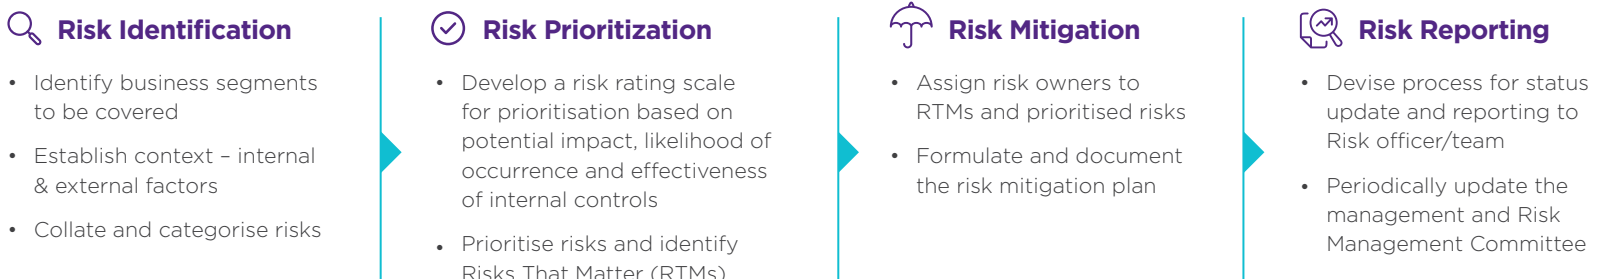 Risk Identification
• Identify business segments
to be covered
• Establish context – internal
& external factors
• Collate and categorise risks
Risk Prioritization
• Develop a risk rating scale
for prioritisation based on
potential impact, likelihood of
occurrence and effectiveness
of internal controls
• Prioritise risks and identify
Risks That Matter (RTMs)
Risk Mitigation
• Assign risk owners to
RTMs and prioritised risks
• Formulate and document
the risk mitigation plan
Risk Reporting
• Devise process for status
update and reporting to
Risk officer/team
• Periodically update the
management and Risk
Management Committee